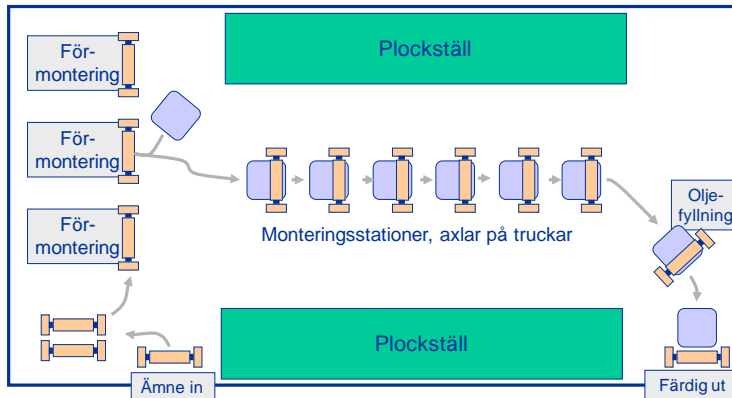 För-
montering
Plockställ
För-
montering
För-
montering
Olje-
fyllning
Monteringsstationer, axlar på truckar
Plockställ
Ämne in
Färdig ut